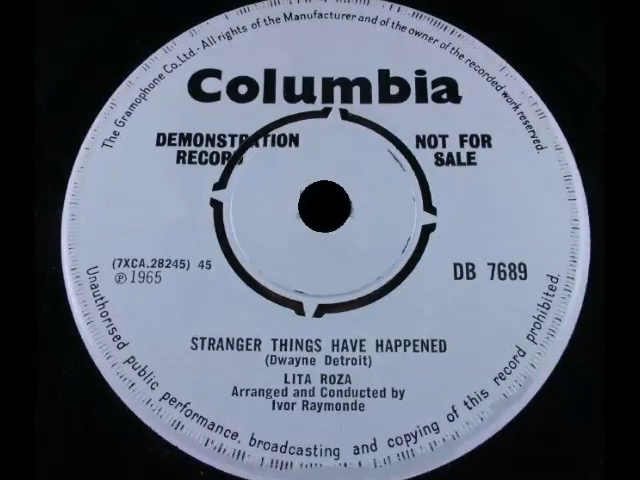 The Gramophone Co. Ltd. · All rights of the Manufacturer and of the owner of the recorded work reserved.
Columbia
DEMONSTRATION RECORD
NOT FOR SALE
(7XCA.28245) 45
℗ 1965
DB 7689
STRANGER THINGS HAVE HAPPENED
(Dwayne Detroit)
LITA ROZA
Arranged and Conducted by
Ivor Raymonde
Unauthorised public performance, broadcasting and copying of this record prohibited.